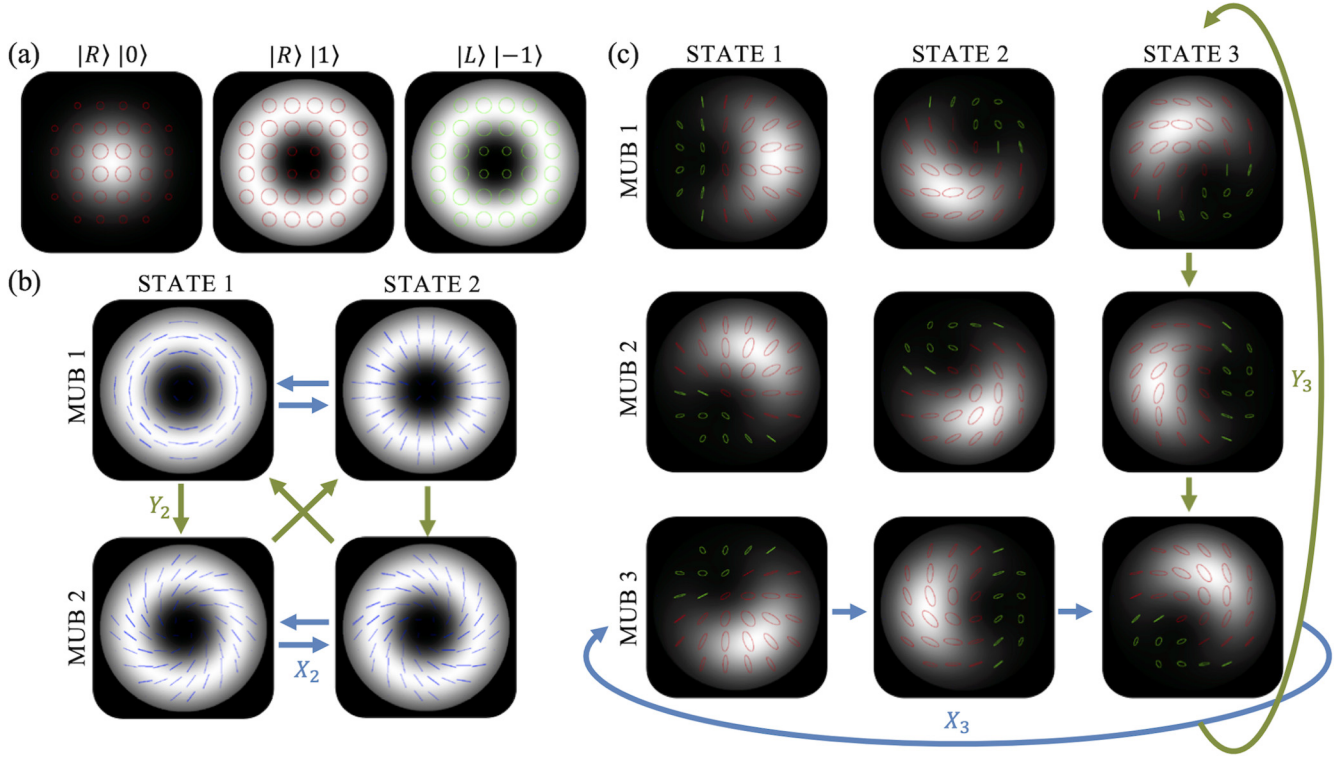 (a)
|R⟩ |0⟩ |R⟩ |1⟩ |L⟩ |−1⟩
(b)
STATE 1 STATE 2
MUB 1
Y₂
MUB 2
X₂
(c)
STATE 1 STATE 2 STATE 3
MUB 1
MUB 2
Y₃
MUB 3
X₃